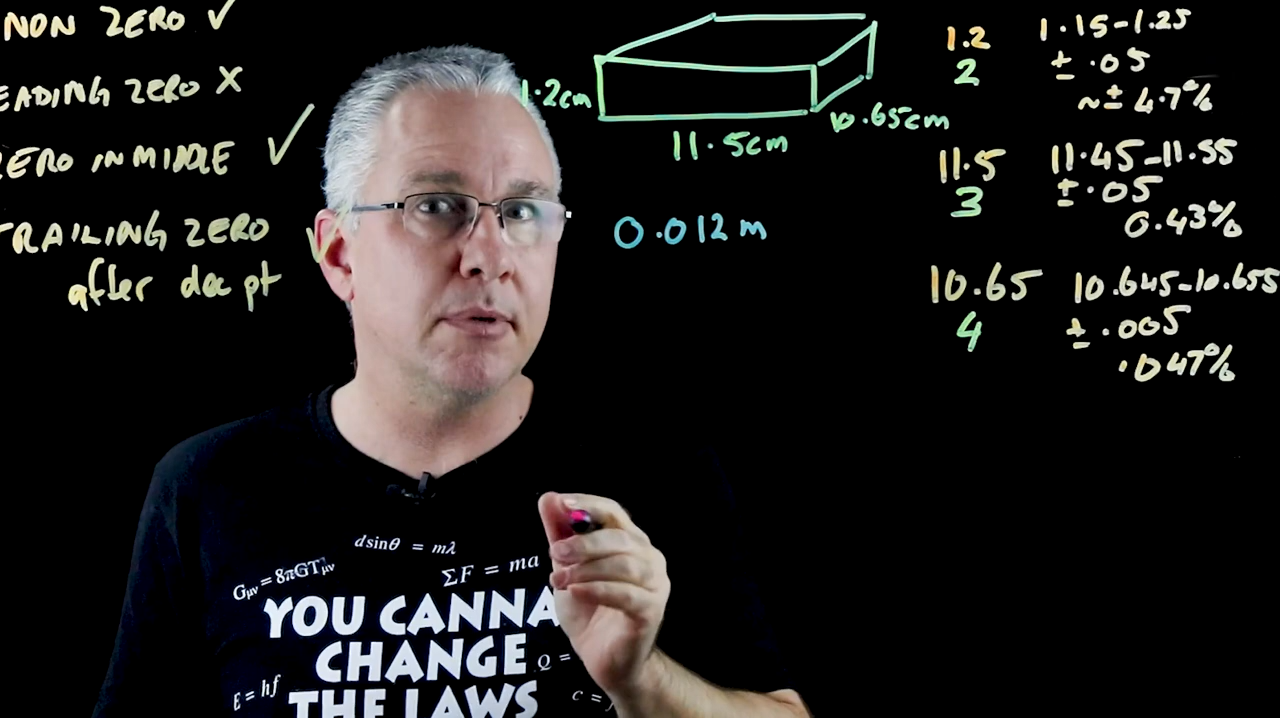 NON ZERO ✓
EADING ZERO X
ZERO IN MIDDLE ✓
TRAILING ZERO ✓
after dec pt
1.2cm
11.5cm
10.65cm
0.012 m
1.2
2
1.15-1.25
± .05
~± 4.7%
11.5
3
11.45-11.55
± .05
0.43%
10.65
4
10.645-10.655
± .005
.047%
dsinθ = mλ
Gμν = 8πGTμν
ΣF = ma
YOU CANNA
CHANGE
THE LAWS
Q =
E = hf
c =